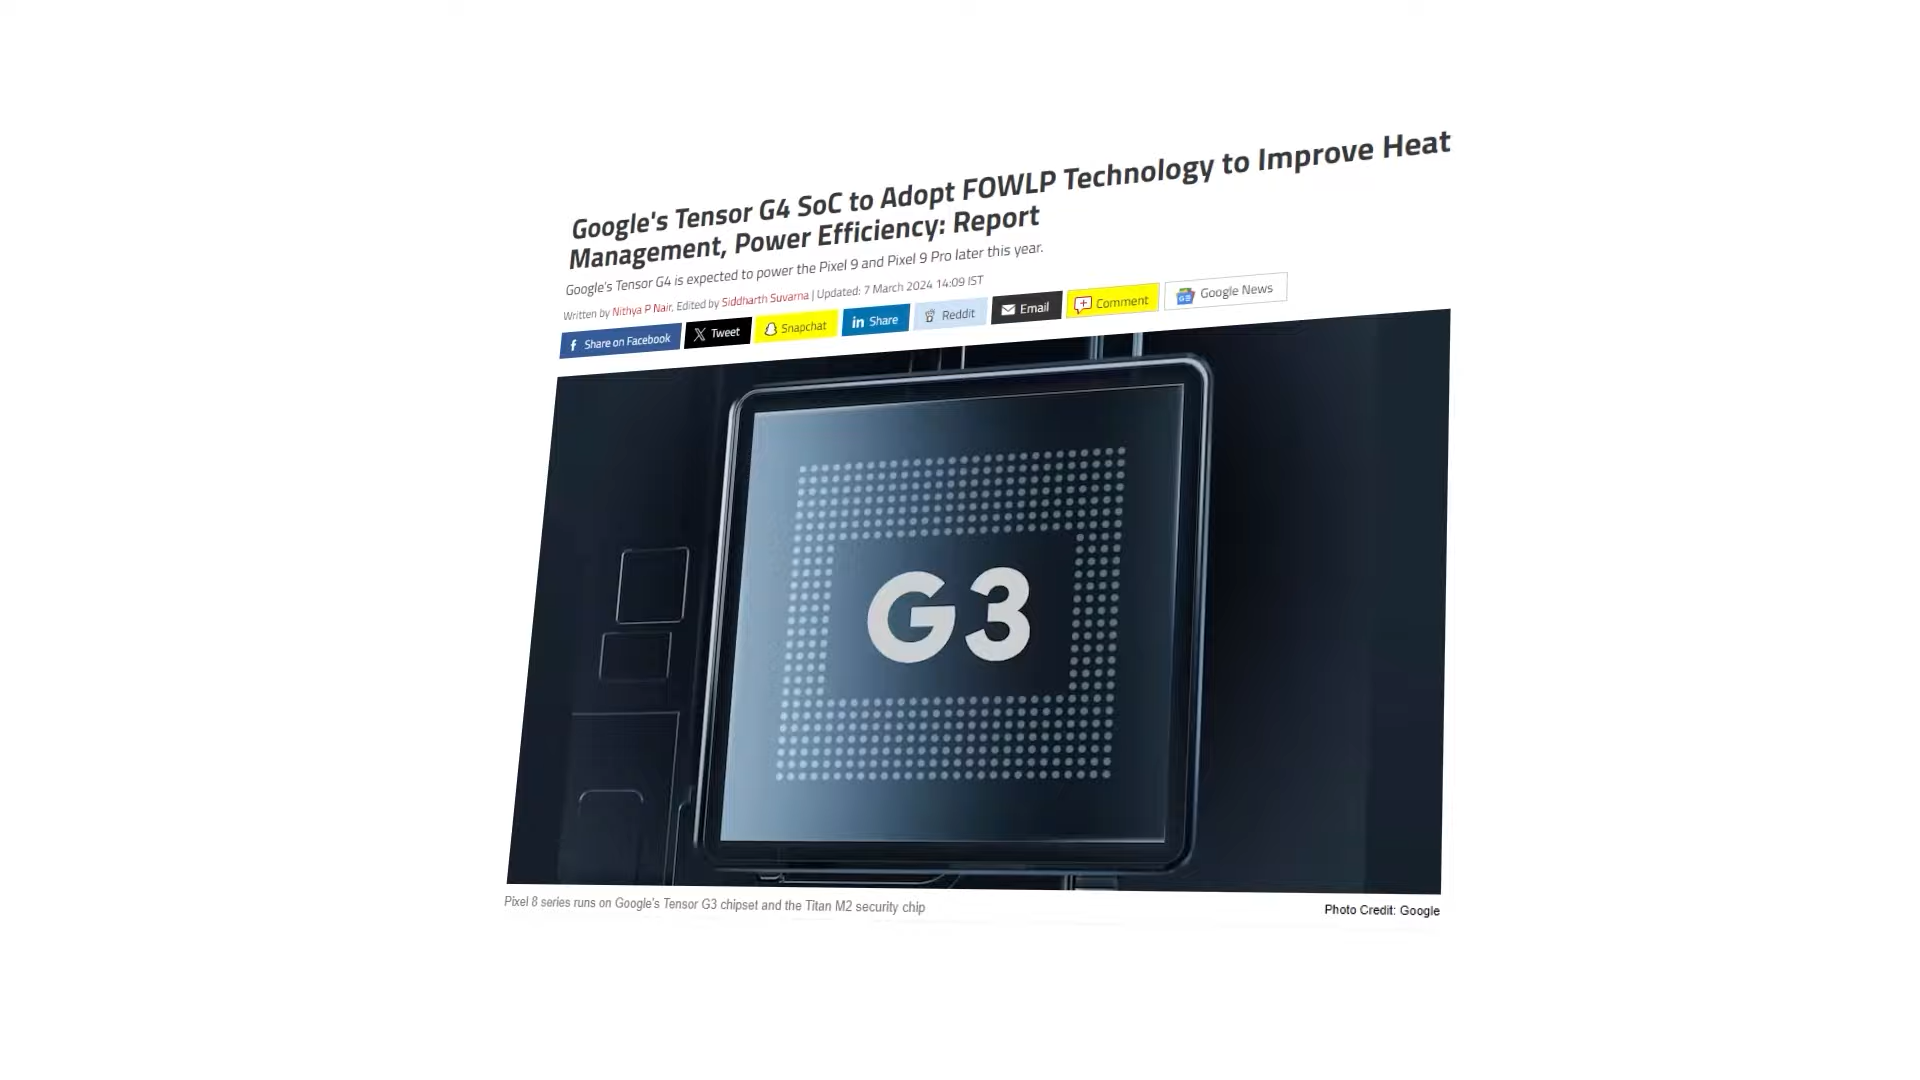 Google's Tensor G4 SoC to Adopt FOWLP Technology to Improve Heat
Management, Power Efficiency: Report
Google's Tensor G4 is expected to power the Pixel 9 and Pixel 9 Pro later this year.
Written by Nithya P Nair, Edited by Siddharth Suvarna | Updated: 7 March 2024 14:09 IST
Share on Facebook Tweet Snapchat Share Reddit Email Comment Google News
G3
Pixel 8 series runs on Google's Tensor G3 chipset and the Titan M2 security chip
Photo Credit: Google